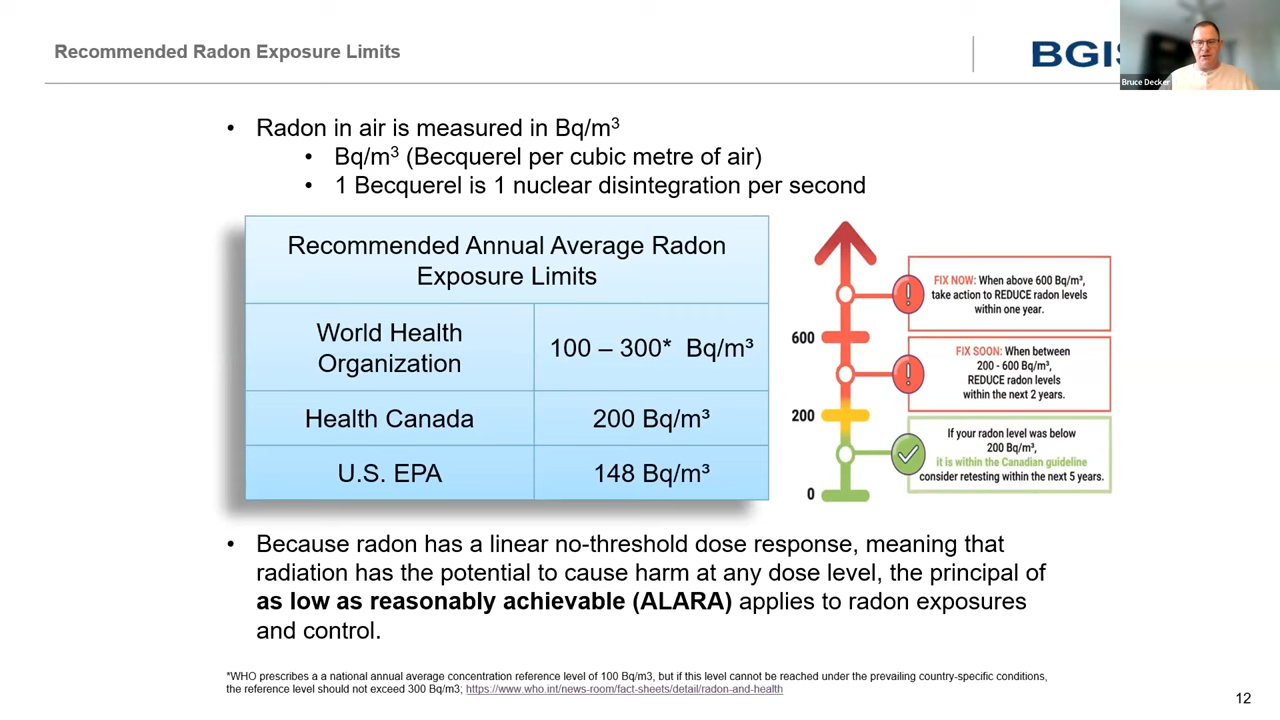 Recommended Radon Exposure Limits
BGIS
Bruce Decker
• Radon in air is measured in Bq/m³
• Bq/m³ (Becquerel per cubic metre of air)
• 1 Becquerel is 1 nuclear disintegration per second
Recommended Annual Average Radon
Exposure Limits
World Health
Organization
100 – 300* Bq/m³
Health Canada
200 Bq/m³
U.S. EPA
148 Bq/m³
600
200
0
FIX NOW: When above 600 Bq/m³,
take action to REDUCE radon levels
within one year.
FIX SOON: When between
200 - 600 Bq/m³,
REDUCE radon levels
within the next 2 years.
If your radon level was below
200 Bq/m³,
it is within the Canadian guideline
consider retesting within the next 5 years.
• Because radon has a linear no-threshold dose response, meaning that
radiation has the potential to cause harm at any dose level, the principal of
as low as reasonably achievable (ALARA) applies to radon exposures
and control.
*WHO prescribes a a national annual average concentration reference level of 100 Bq/m3, but if this level cannot be reached under the prevailing country-specific conditions,
the reference level should not exceed 300 Bq/m3; https://www.who.int/news-room/fact-sheets/detail/radon-and-health
12